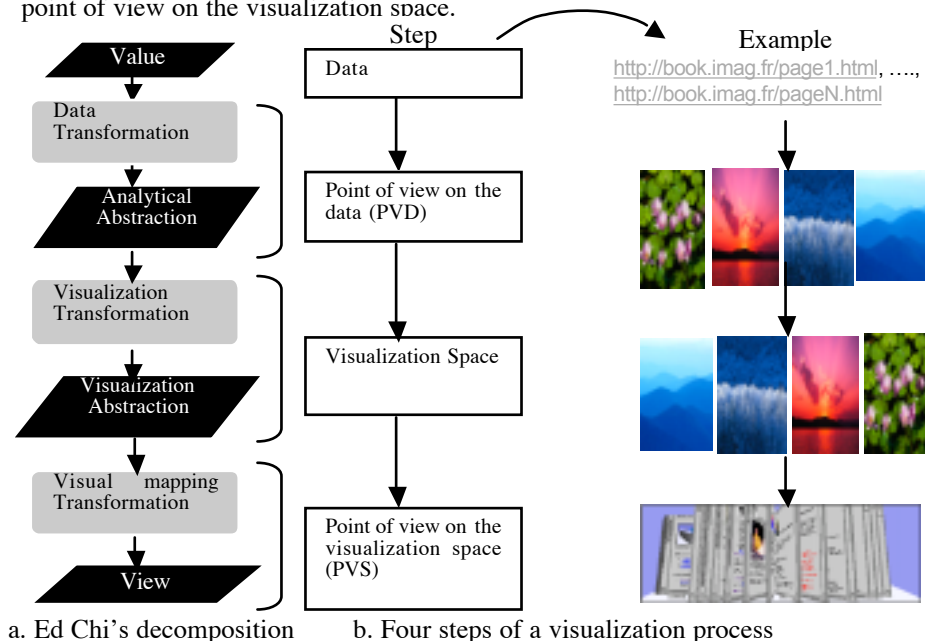 point of view on the visualization space.
Value
Data
Transformation
Analytical
Abstraction
Visualization
Transformation
Visualization
Abstraction
Visual mapping
Transformation
View
a. Ed Chi's decomposition
Step
Data
Point of view on the
data (PVD)
Visualization Space
Point of view on the
visualization space
(PVS)
Example
http://book.imag.fr/page1.html, ….,
http://book.imag.fr/pageN.html
b. Four steps of a visualization process